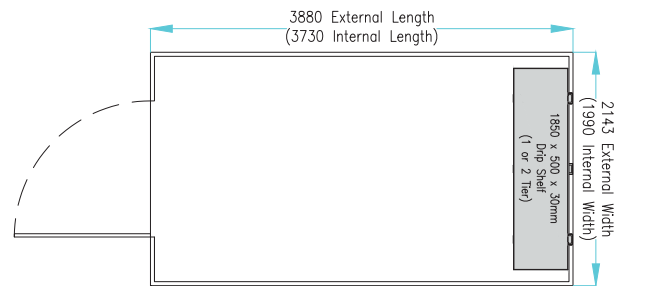 3880 External Length
(3730 Internal Length)
2143 External Width
(1990 Internal Width)
1850 x 500 x 30mm
Drip Shelf
(1 or 2 Tier)